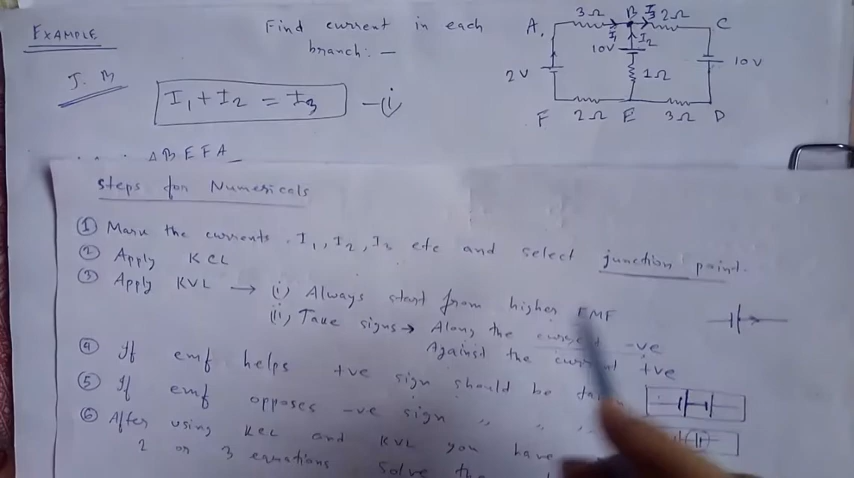 EXAMPLE
Find current in each
branch: —
J. B
I₁ + I₂ = I₃ —(i)
ABEFA
A 3Ω B I₃ 2Ω C
I₁ I₂
10V
1Ω
10V
2V
F 2Ω E 3Ω D
Steps for Numericals
① Mark the currents I₁, I₂, I₃ etc and select junction point.
② Apply KCL
③ Apply KVL → (i) Always start from higher EMF
(ii) Take signs → Along the current -ve
Against the current +ve
④ If emf helps +ve sign should be
⑤ If emf opposes -ve sign " "
⑥ After using KCL and KVL you have
2 or 3 equations solve